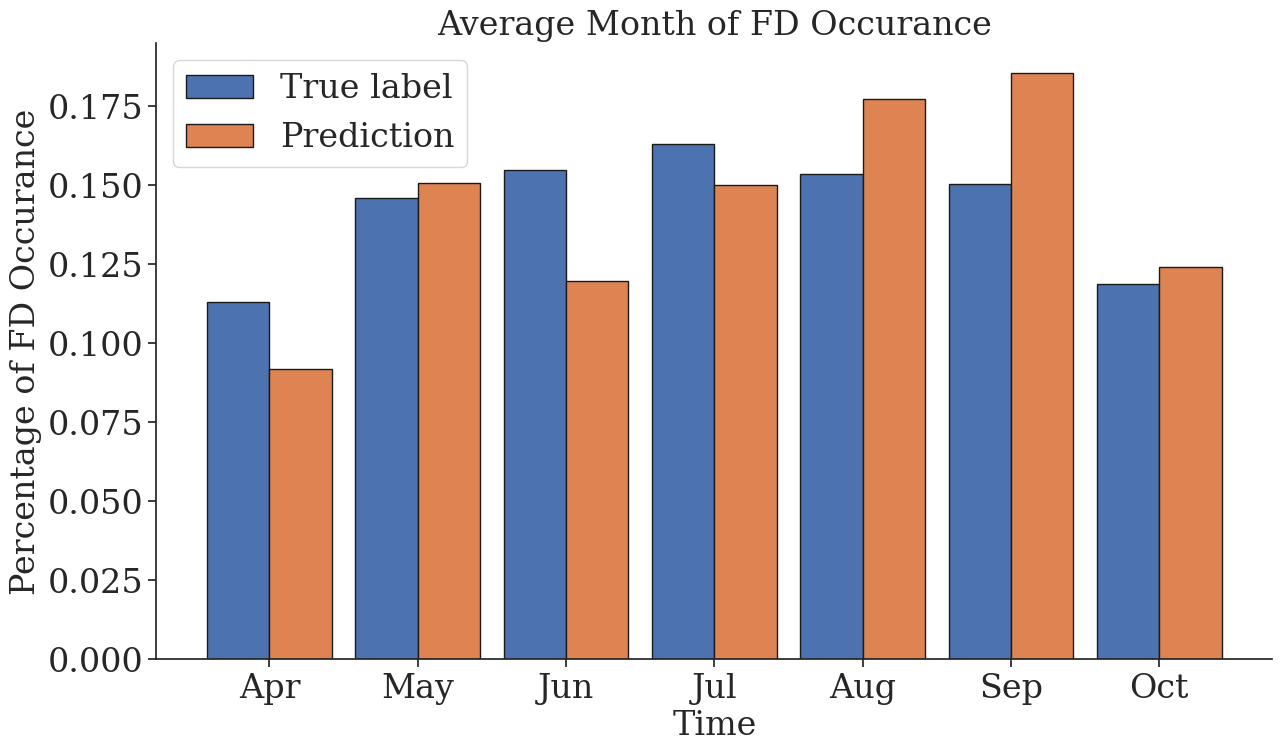 Average Month of FD Occurance
True label
Prediction
Percentage of FD Occurance
0.175
0.150
0.125
0.100
0.075
0.050
0.025
0.000
Apr May Jun Jul Aug Sep Oct
Time